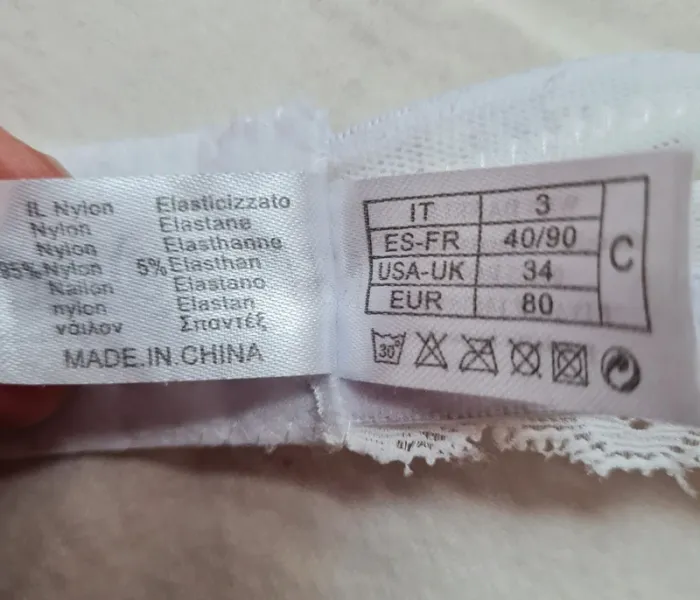 IL Nylon Elasticizzato
Nylon Elastane
Nylon Elasthanne
95% Nylon 5% Elasthan
Nailon Elastano
nylon Elastan
νάιλον Σπαντέξ
MADE.IN.CHINA
IT 3
ES-FR 40/90
USA-UK 34
EUR 80
C
30°